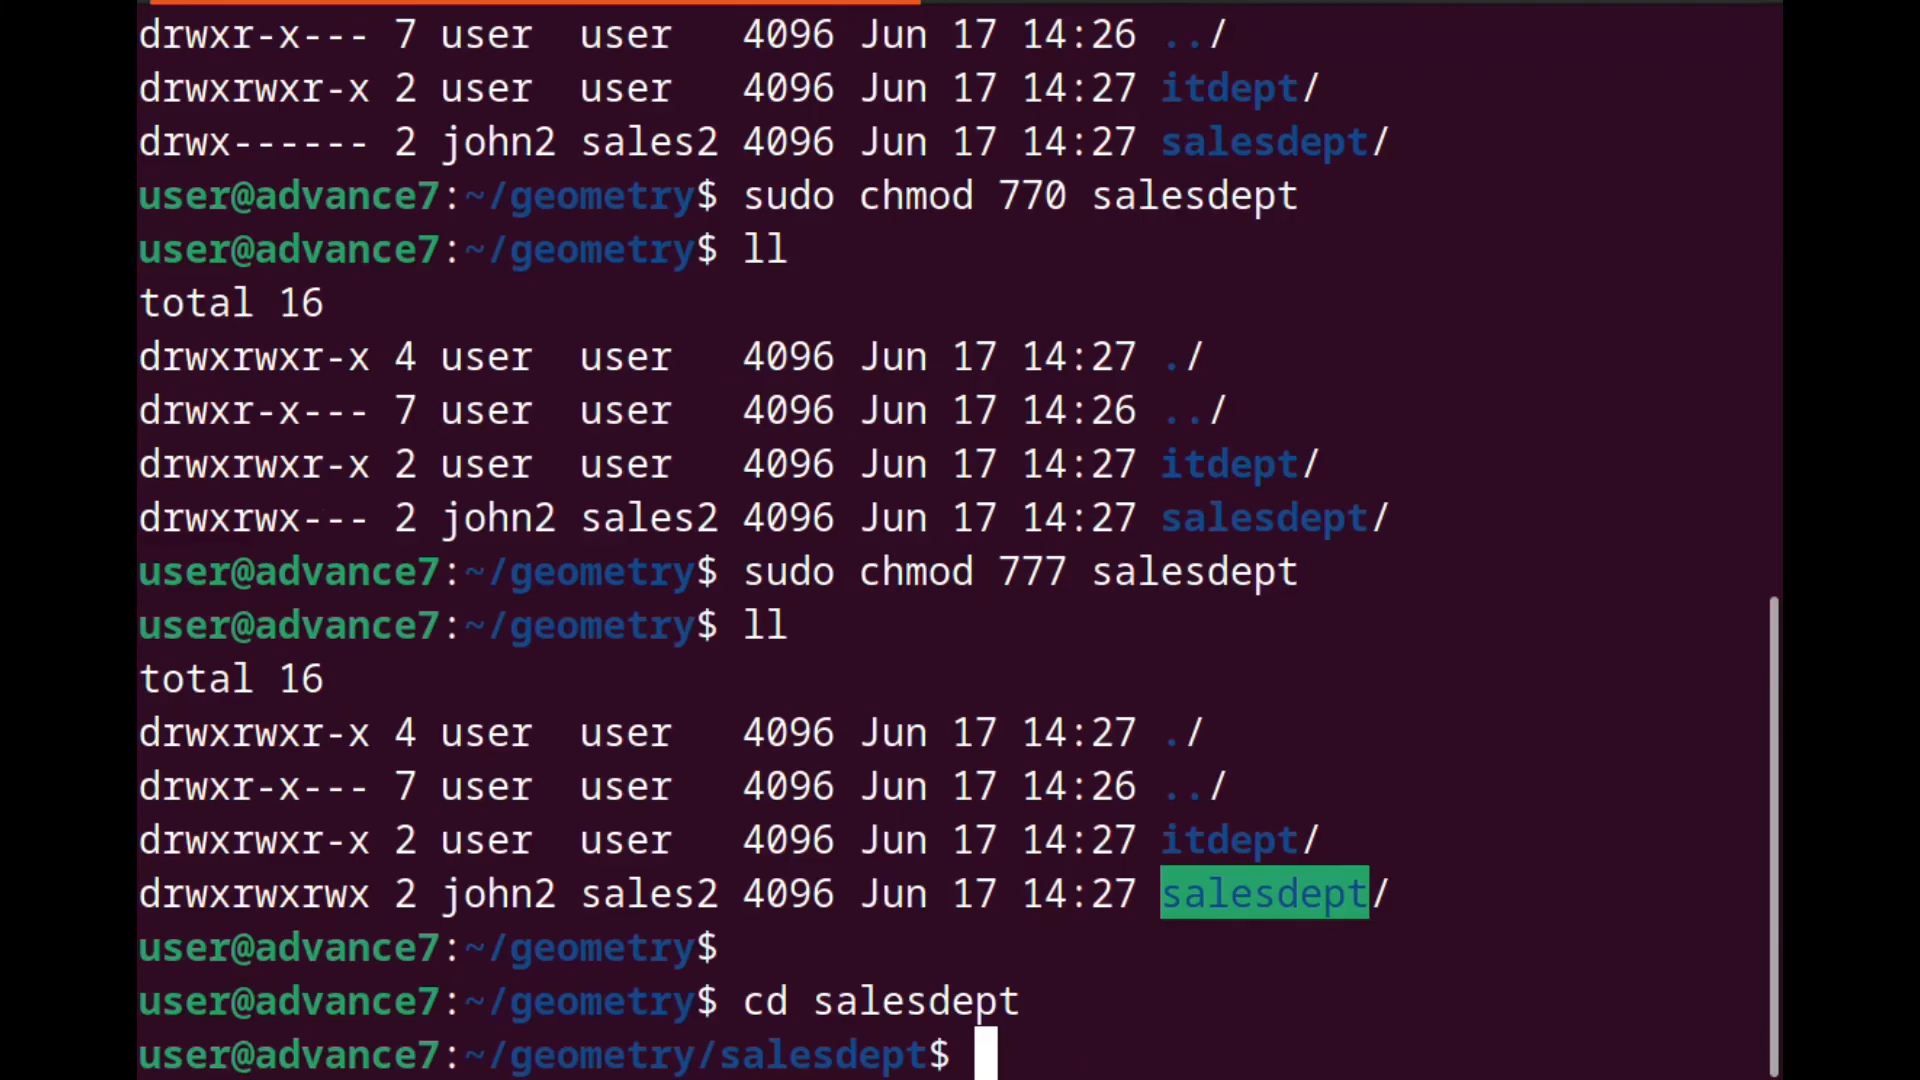 drwxr-x--- 7 user  user   4096 Jun 17 14:26 ../
drwxrwxr-x 2 user  user   4096 Jun 17 14:27 itdept/
drwx------ 2 john2 sales2 4096 Jun 17 14:27 salesdept/
user@advance7:~/geometry$ sudo chmod 770 salesdept
user@advance7:~/geometry$ ll
total 16
drwxrwxr-x 4 user  user   4096 Jun 17 14:27 ./
drwxr-x--- 7 user  user   4096 Jun 17 14:26 ../
drwxrwxr-x 2 user  user   4096 Jun 17 14:27 itdept/
drwxrwx--- 2 john2 sales2 4096 Jun 17 14:27 salesdept/
user@advance7:~/geometry$ sudo chmod 777 salesdept
user@advance7:~/geometry$ ll
total 16
drwxrwxr-x 4 user  user   4096 Jun 17 14:27 ./
drwxr-x--- 7 user  user   4096 Jun 17 14:26 ../
drwxrwxr-x 2 user  user   4096 Jun 17 14:27 itdept/
drwxrwxrwx 2 john2 sales2 4096 Jun 17 14:27 salesdept/
user@advance7:~/geometry$
user@advance7:~/geometry$ cd salesdept
user@advance7:~/geometry/salesdept$